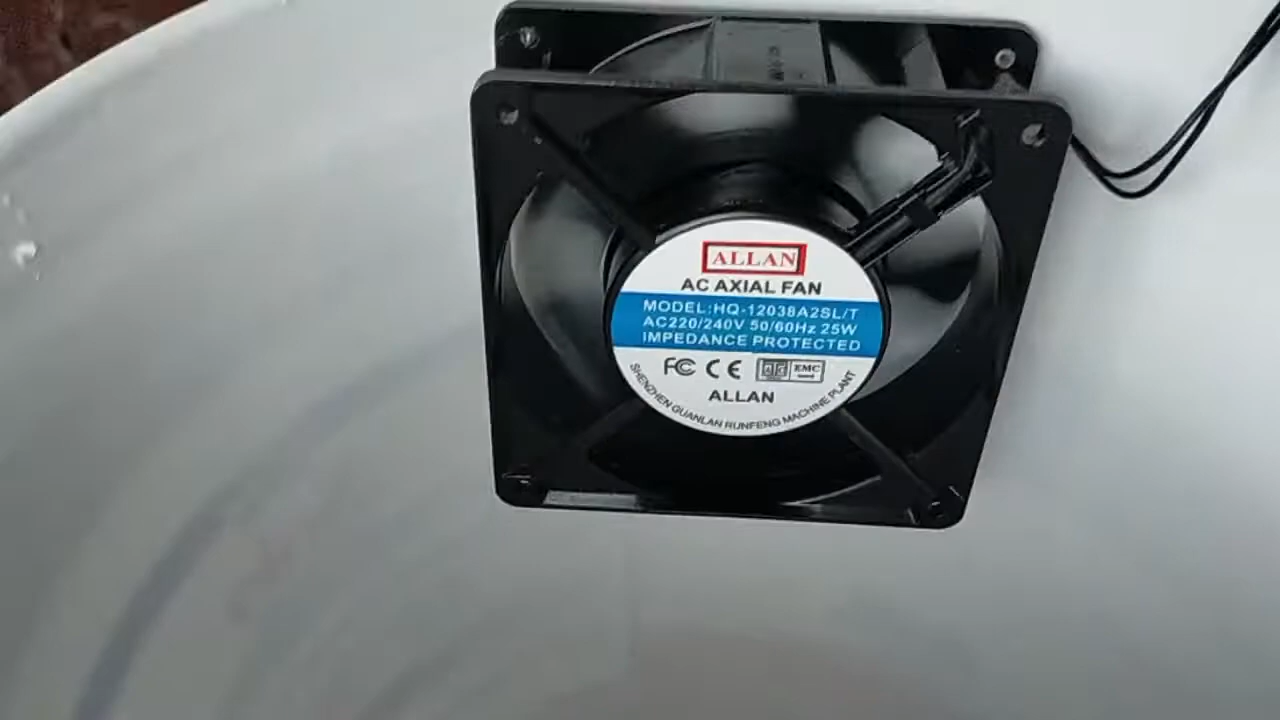 ALLAN
AC AXIAL FAN
MODEL:HQ-12038A2SL/T
AC220/240V 50/60Hz 25W
IMPEDANCE PROTECTED
FC CE EMC
ALLAN
SHENZHEN GUANLAN RUNFENG MACHINE PLANT